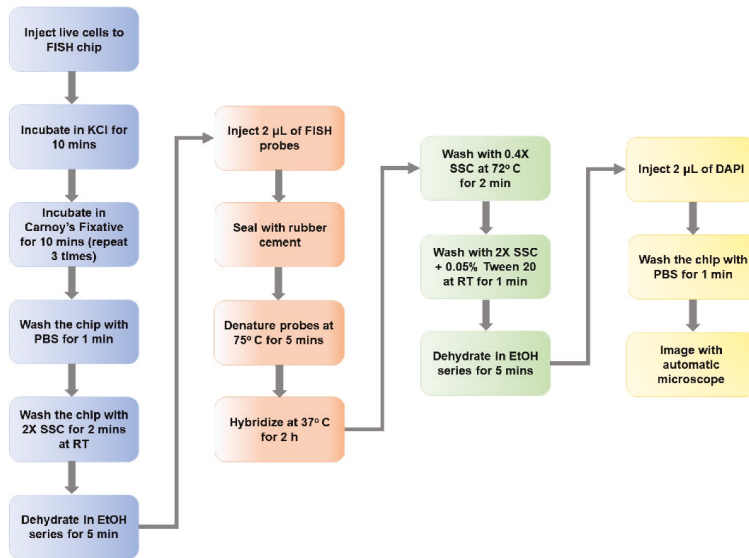 Inject live cells to
FISH chip
Incubate in KCl for
10 mins
Incubate in
Carnoy's Fixative
for 10 mins (repeat
3 times)
Wash the chip with
PBS for 1 min
Wash the chip with
2X SSC for 2 mins
at RT
Dehydrate in EtOH
series for 5 min
Inject 2 µL of FISH
probes
Seal with rubber
cement
Denature probes at
75° C for 5 mins
Hybridize at 37° C
for 2 h
Wash with 0.4X
SSC at 72° C
for 2 min
Wash with 2X SSC
+ 0.05% Tween 20
at RT for 1 min
Dehydrate in EtOH
series for 5 mins
Inject 2 µL of DAPI
Wash the chip with
PBS for 1 min
Image with
automatic
microscope